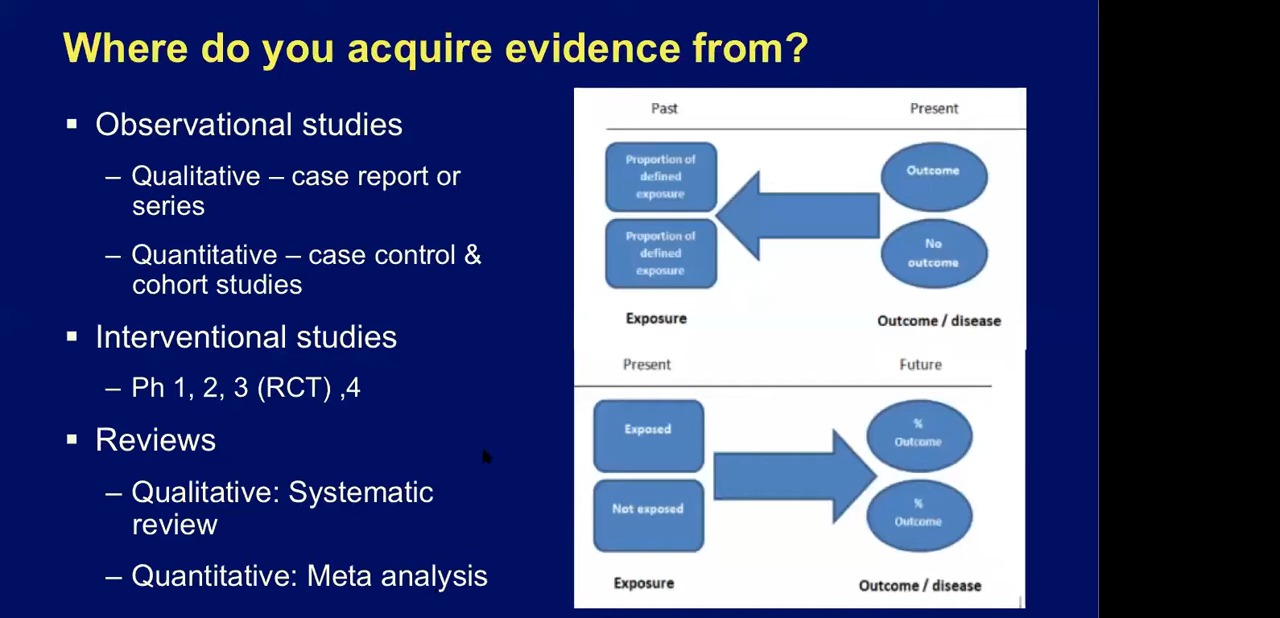 Where do you acquire evidence from?
▪ Observational studies
– Qualitative – case report or
series
– Quantitative – case control &
cohort studies
▪ Interventional studies
– Ph 1, 2, 3 (RCT) ,4
▪ Reviews
– Qualitative: Systematic
review
– Quantitative: Meta analysis
Past
Present
Proportion of
defined
exposure
Outcome
Proportion of
defined
exposure
No
outcome
Exposure
Outcome / disease
Present
Future
Exposed
%
Outcome
Not exposed
%
Outcome
Exposure
Outcome / disease